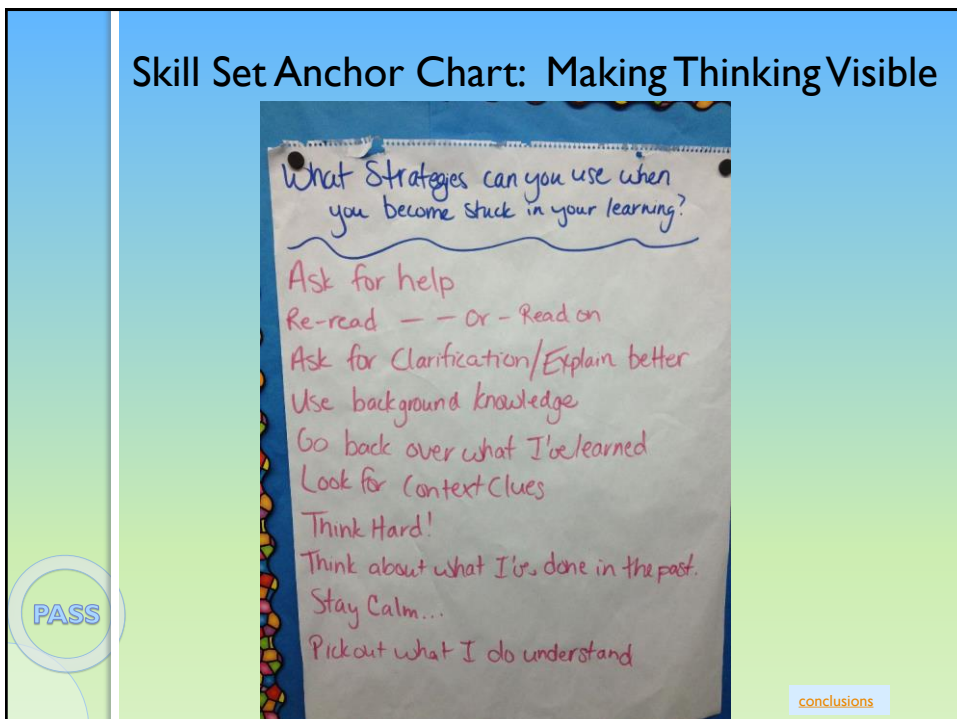 Skill Set Anchor Chart: Making Thinking Visible
What Strategies can you use when
you become stuck in your learning?
Ask for help
Re-read — — Or - Read on
Ask for Clarification/Explain better
Use background knowledge
Go back over what I've learned
Look for Context Clues
Think Hard!
Think about what I've done in the past.
Stay Calm...
Pick out what I do understand
PASS
conclusions